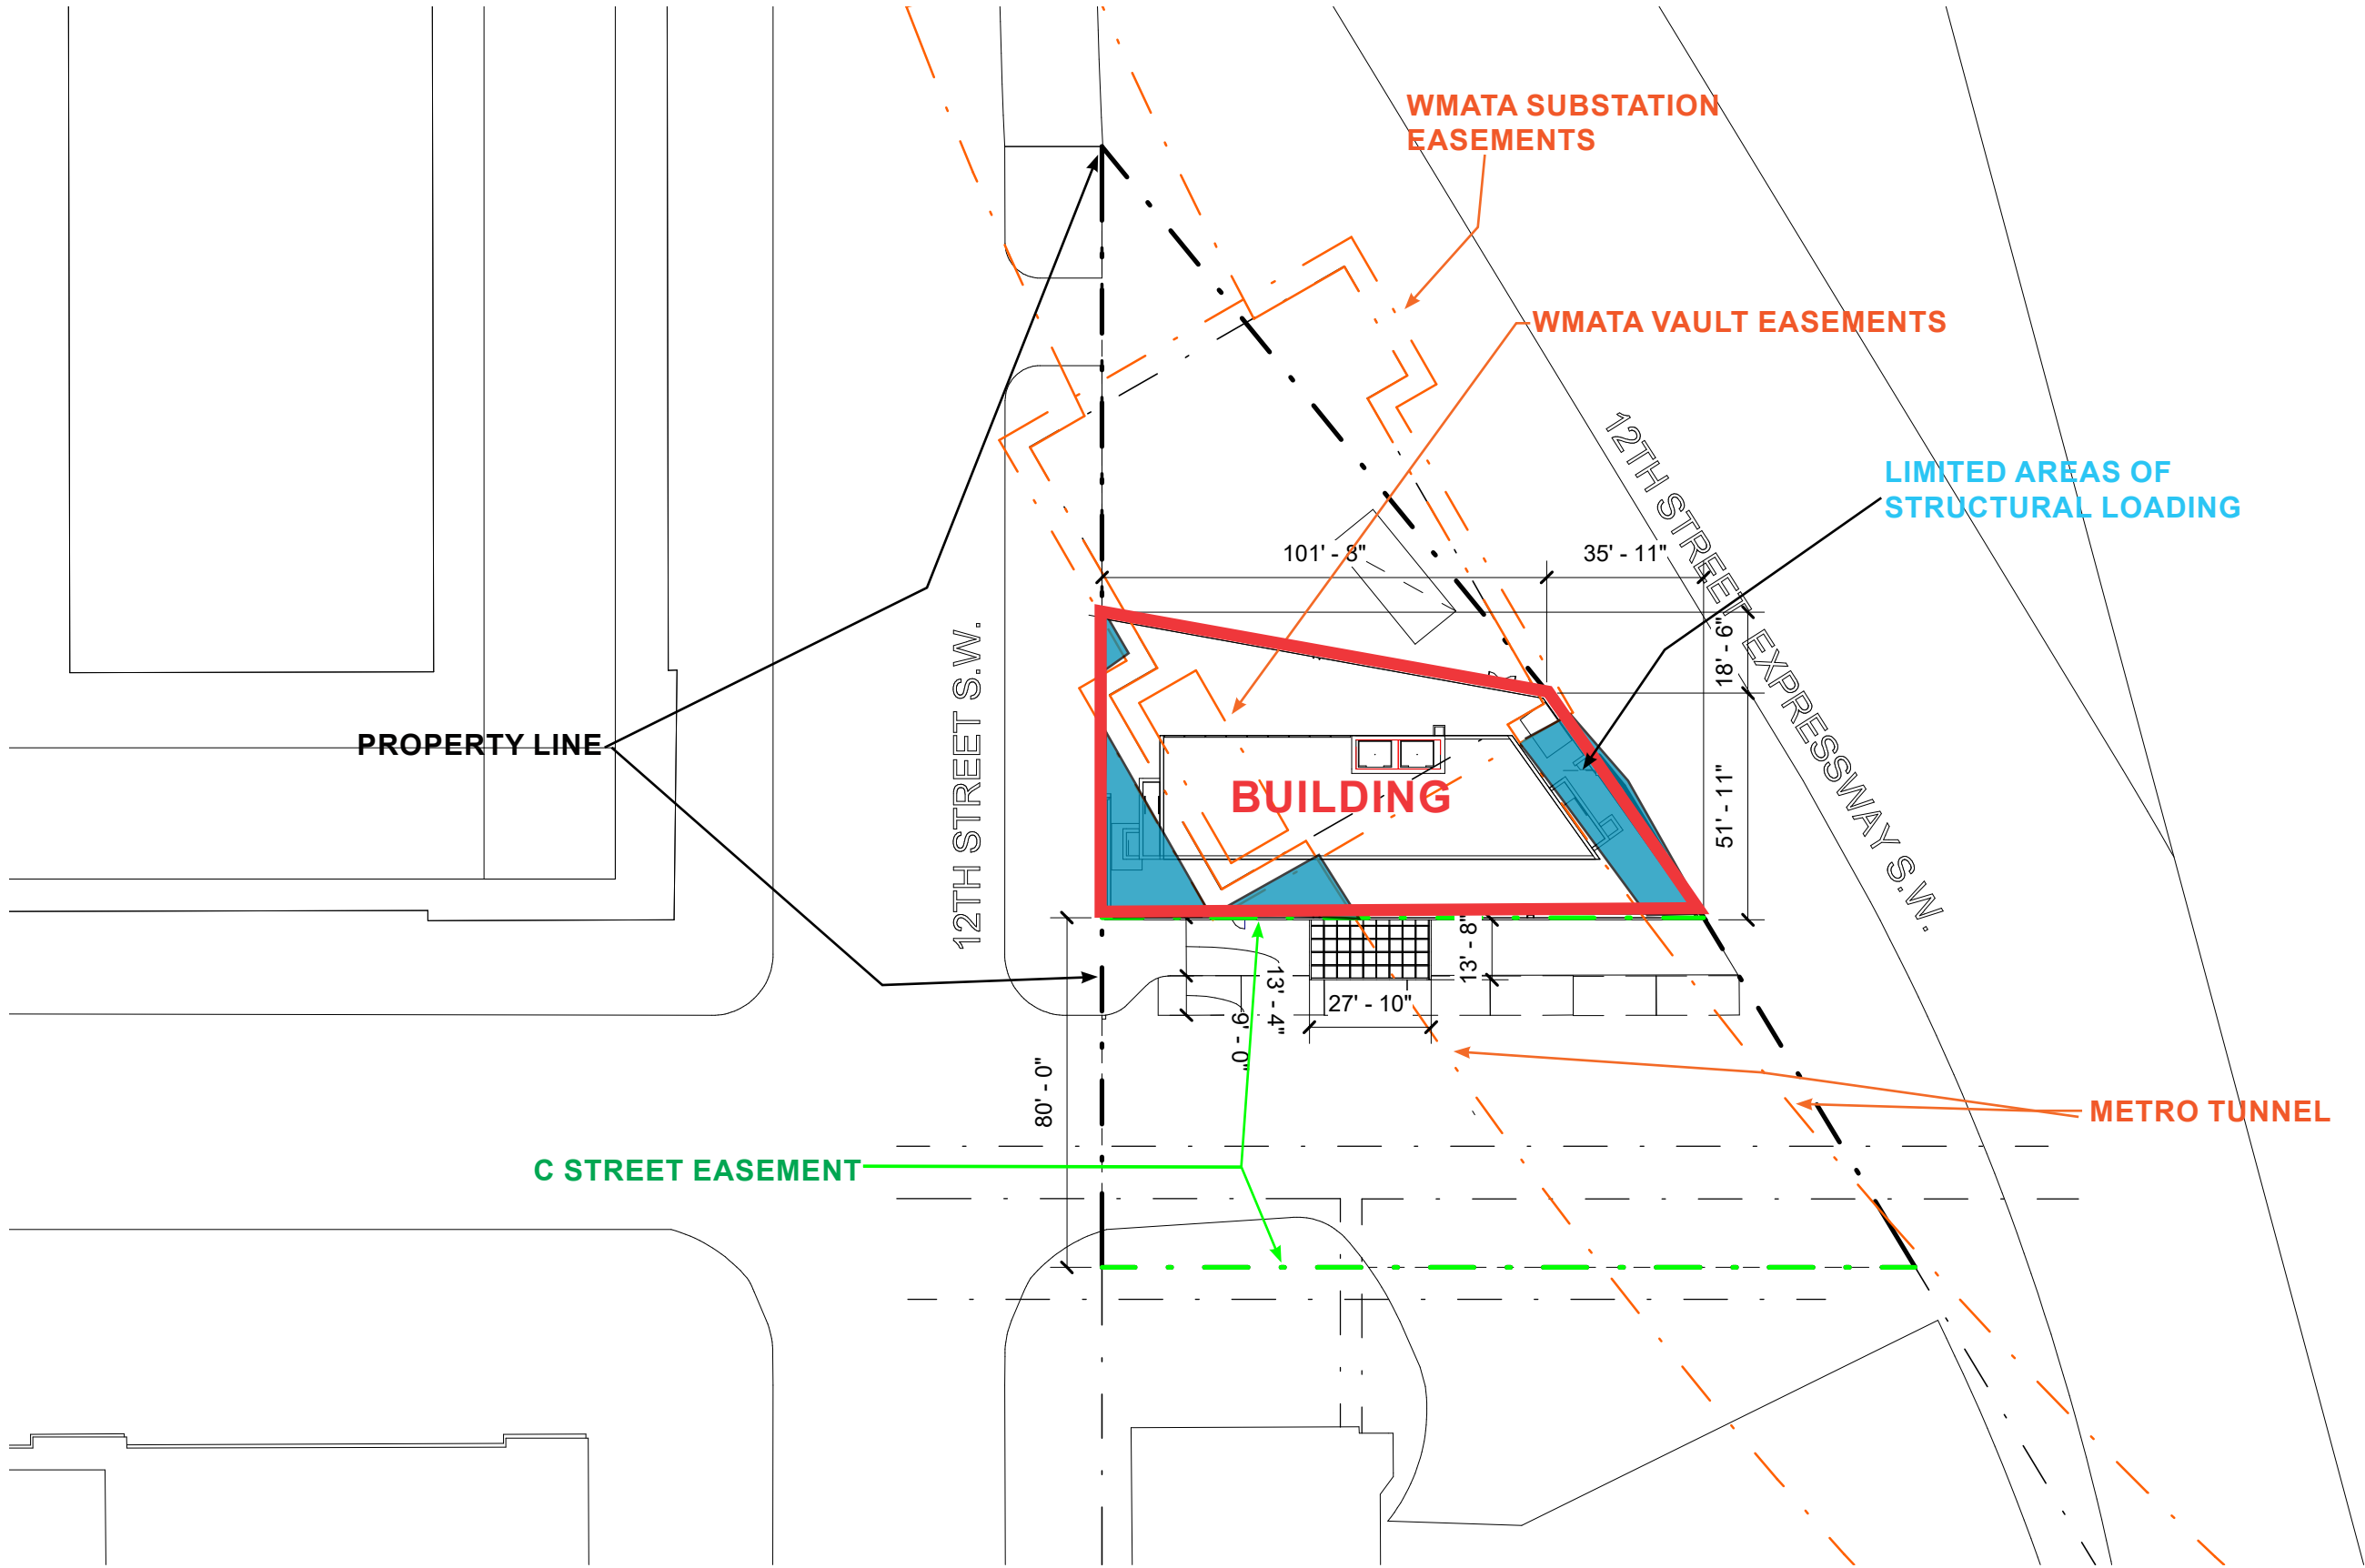 WMATA SUBSTATION
EASEMENTS
WMATA VAULT EASEMENTS
LIMITED AREAS OF
STRUCTURAL LOADING
12TH STREET EXPRESSWAY S.W.
101' - 8"
35' - 11"
18' - 6"
51' - 11"
12TH STREET S.W.
PROPERTY LINE
BUILDING
13' - 8"
13' - 4"
9' - 0"
27' - 10"
80' - 0"
METRO TUNNEL
C STREET EASEMENT